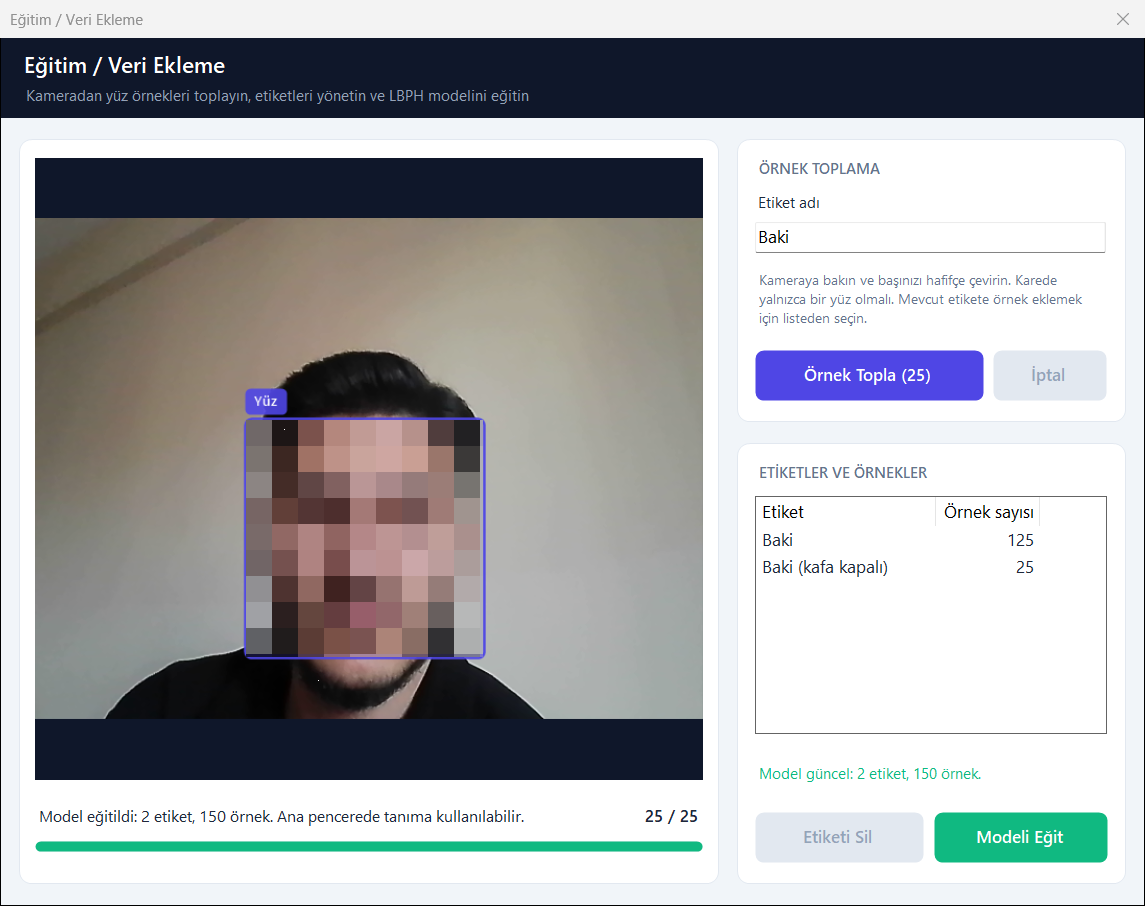 Eğitim / Veri Ekleme
Eğitim / Veri Ekleme
Kameradan yüz örnekleri toplayın, etiketleri yönetin ve LBPH modelini eğitin
Yüz
Model eğitildi: 2 etiket, 150 örnek. Ana pencerede tanıma kullanılabilir.
25 / 25
ÖRNEK TOPLAMA
Etiket adı
Baki
Kameraya bakın ve başınızı hafifçe çevirin. Karede
yalnızca bir yüz olmalı. Mevcut etikete örnek eklemek
için listeden seçin.
Örnek Topla (25)
İptal
ETİKETLER VE ÖRNEKLER
Etiket Örnek sayısı
Baki 125
Baki (kafa kapalı) 25
Model güncel: 2 etiket, 150 örnek.
Etiketi Sil
Modeli Eğit